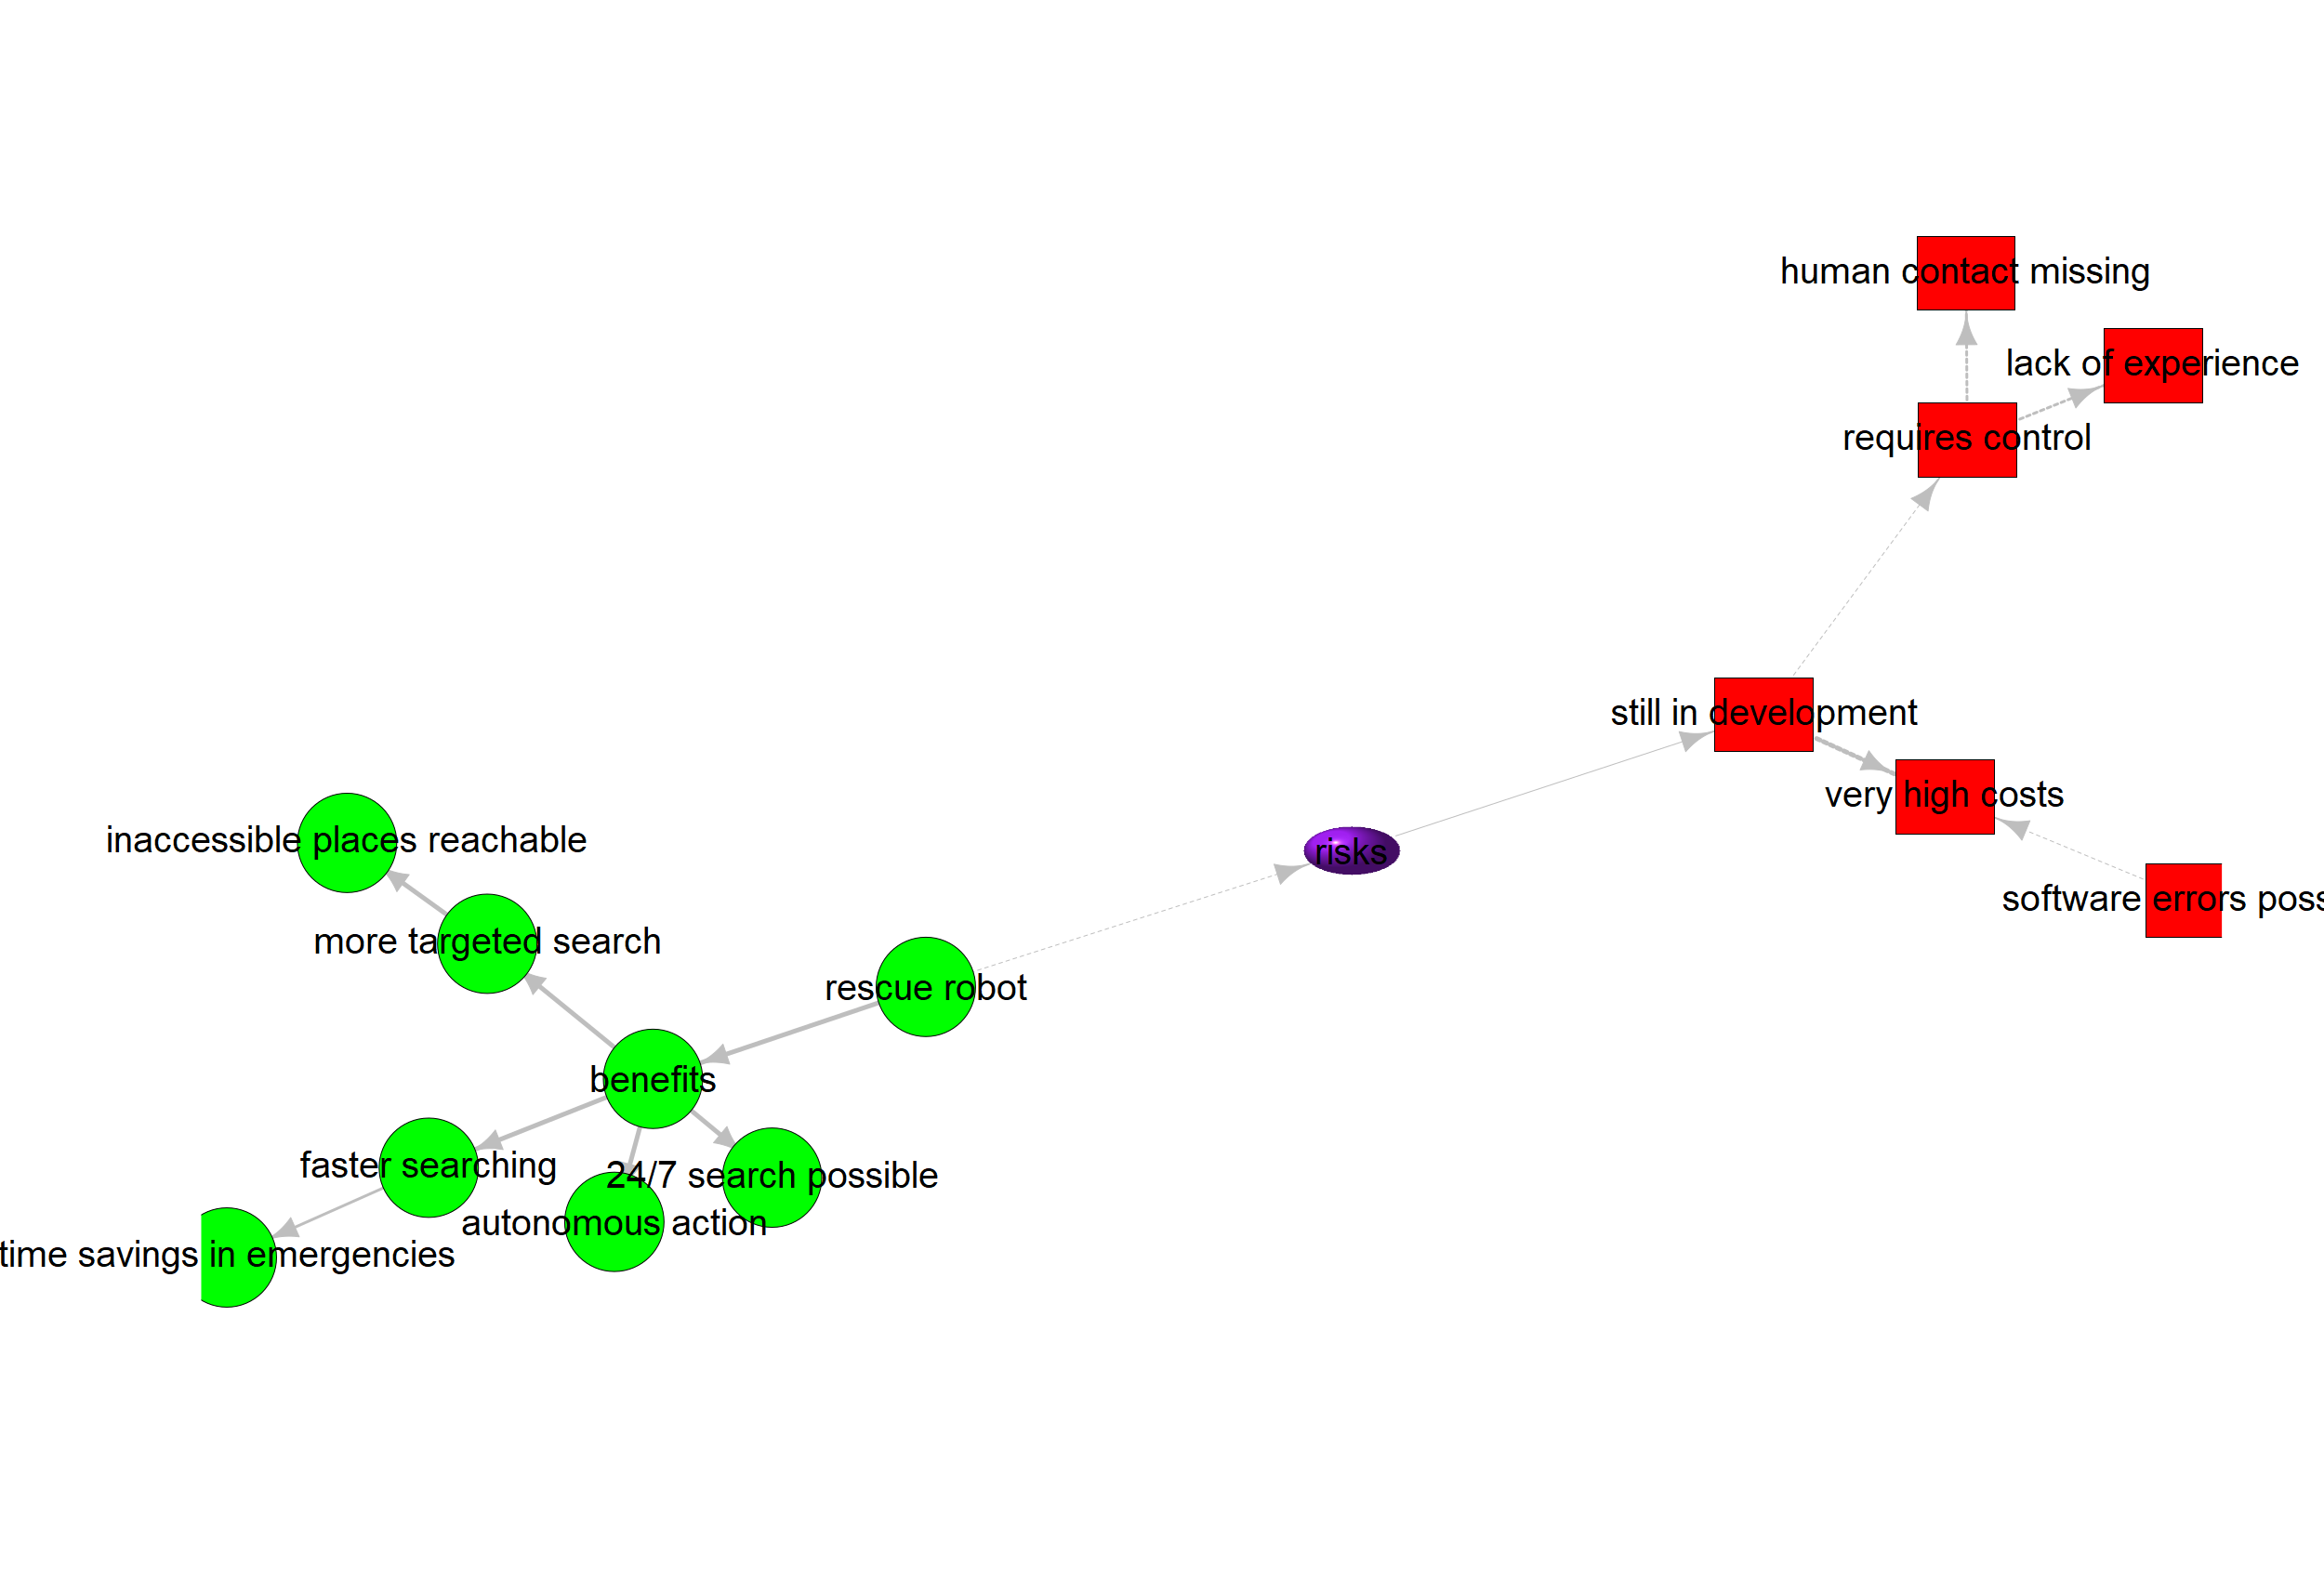 human contact missing
lack of experience
requires control
still in development
very high costs
risks
software errors poss
inaccessible places reachable
more targeted search
rescue robot
benefits
faster searching
24/7 search possible
autonomous action
time savings in emergencies